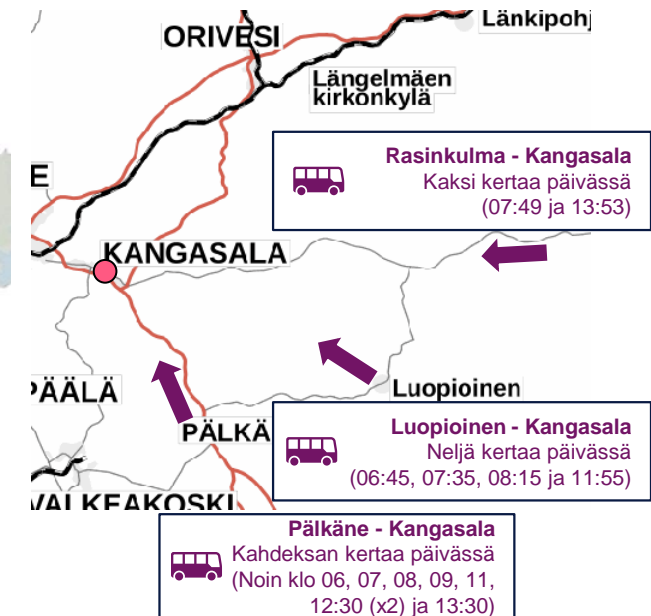 ORIVESI
Länkipohj
Längelmäen
kirkonkylä
Rasinkulma - Kangasala
Kaksi kertaa päivässä
(07:49 ja 13:53)
E
KANGASALA
PÄÄLÄ
Luopioinen
PÄLKÄ
Luopioinen - Kangasala
Neljä kertaa päivässä
(06:45, 07:35, 08:15 ja 11:55)
VALKEAKOSKI
Pälkäne - Kangasala
Kahdeksan kertaa päivässä
(Noin klo 06, 07, 08, 09, 11,
12:30 (x2) ja 13:30)